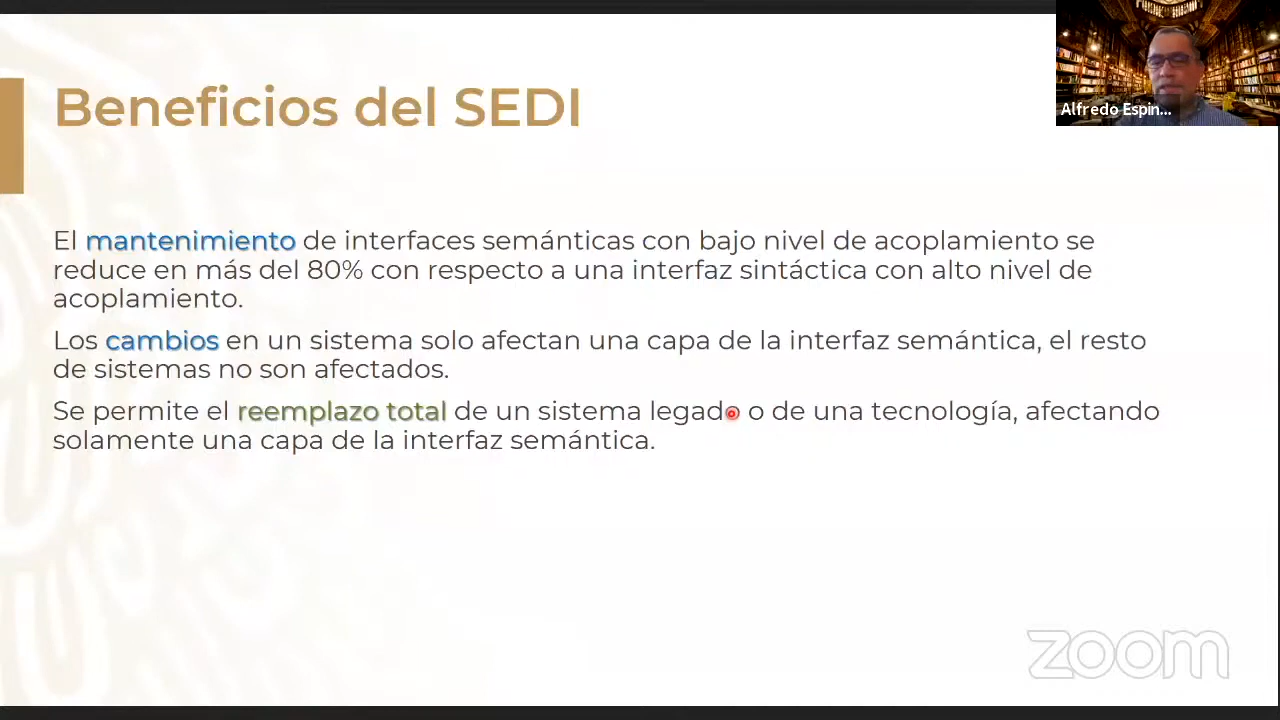 Beneficios del SEDI
Alfredo Espin...
El mantenimiento de interfaces semánticas con bajo nivel de acoplamiento se
reduce en más del 80% con respecto a una interfaz sintáctica con alto nivel de
acoplamiento.
Los cambios en un sistema solo afectan una capa de la interfaz semántica, el resto
de sistemas no son afectados.
Se permite el reemplazo total de un sistema legado o de una tecnología, afectando
solamente una capa de la interfaz semántica.
zoom